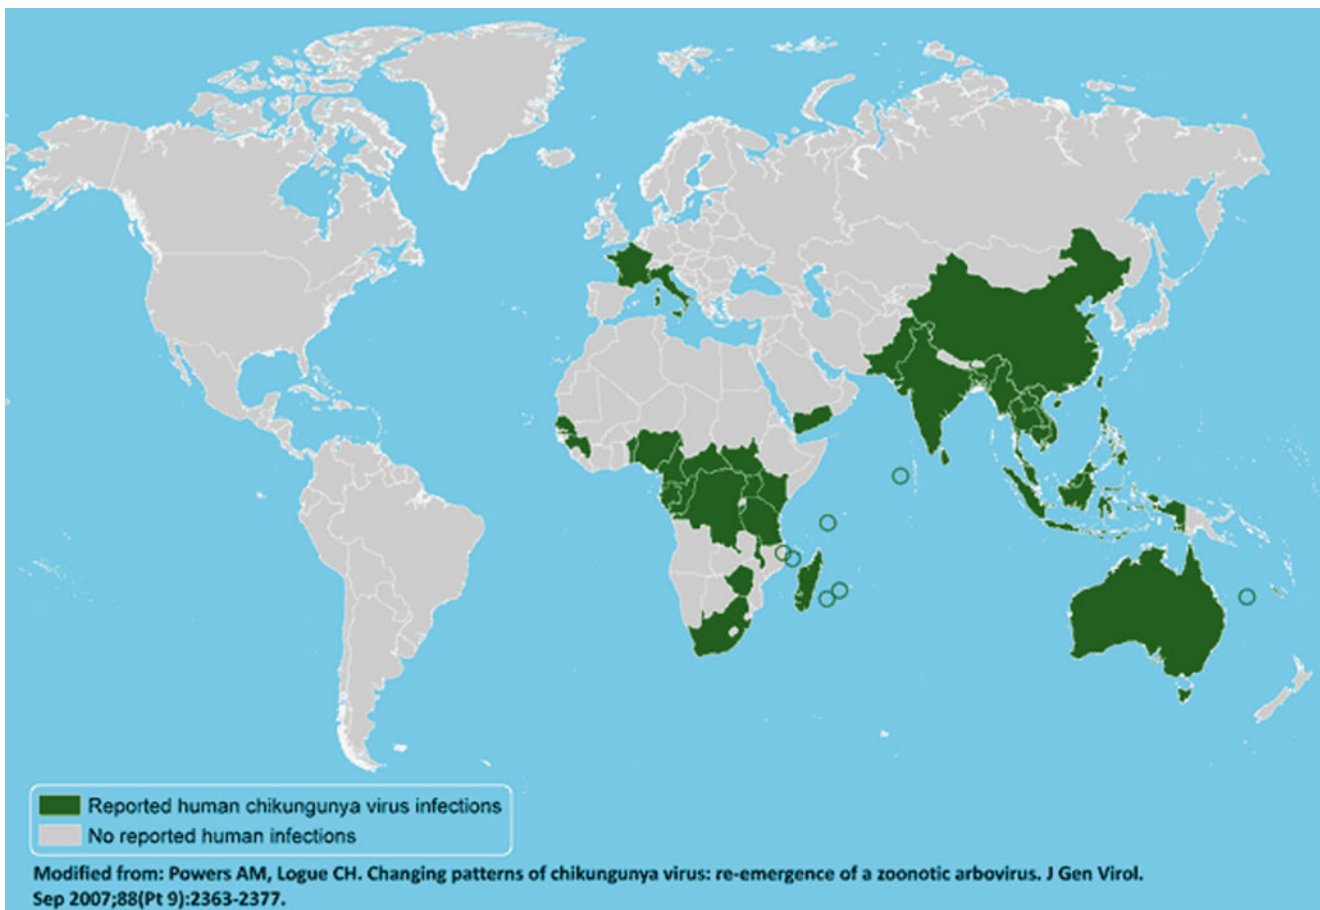 Reported human chikungunya virus infections
No reported human infections
Modified from: Powers AM, Logue CH. Changing patterns of chikungunya virus: re-emergence of a zoonotic arbovirus. J Gen Virol.
Sep 2007;88(Pt 9):2363-2377.